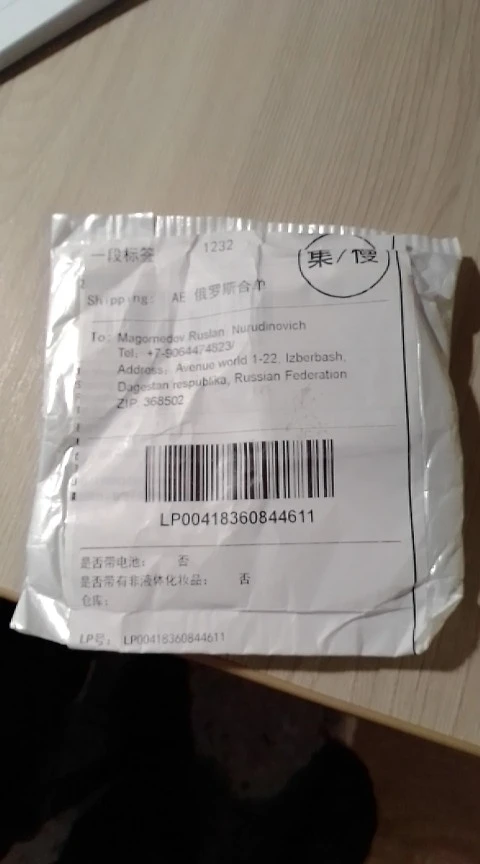 一段标签 1232
集/慢
Shipping: AE 俄罗斯合单
To: Magomedov Ruslan Nurudinovich
Tel: +7-9064474823/
Address: Avenue world 1-22, Izberbash,
Dagestan respublika, Russian Federation
ZIP 368502
LP00418360844611
是否带电池: 否
是否带有非液体化妆品: 否
仓库:
LP号: LP00418360844611